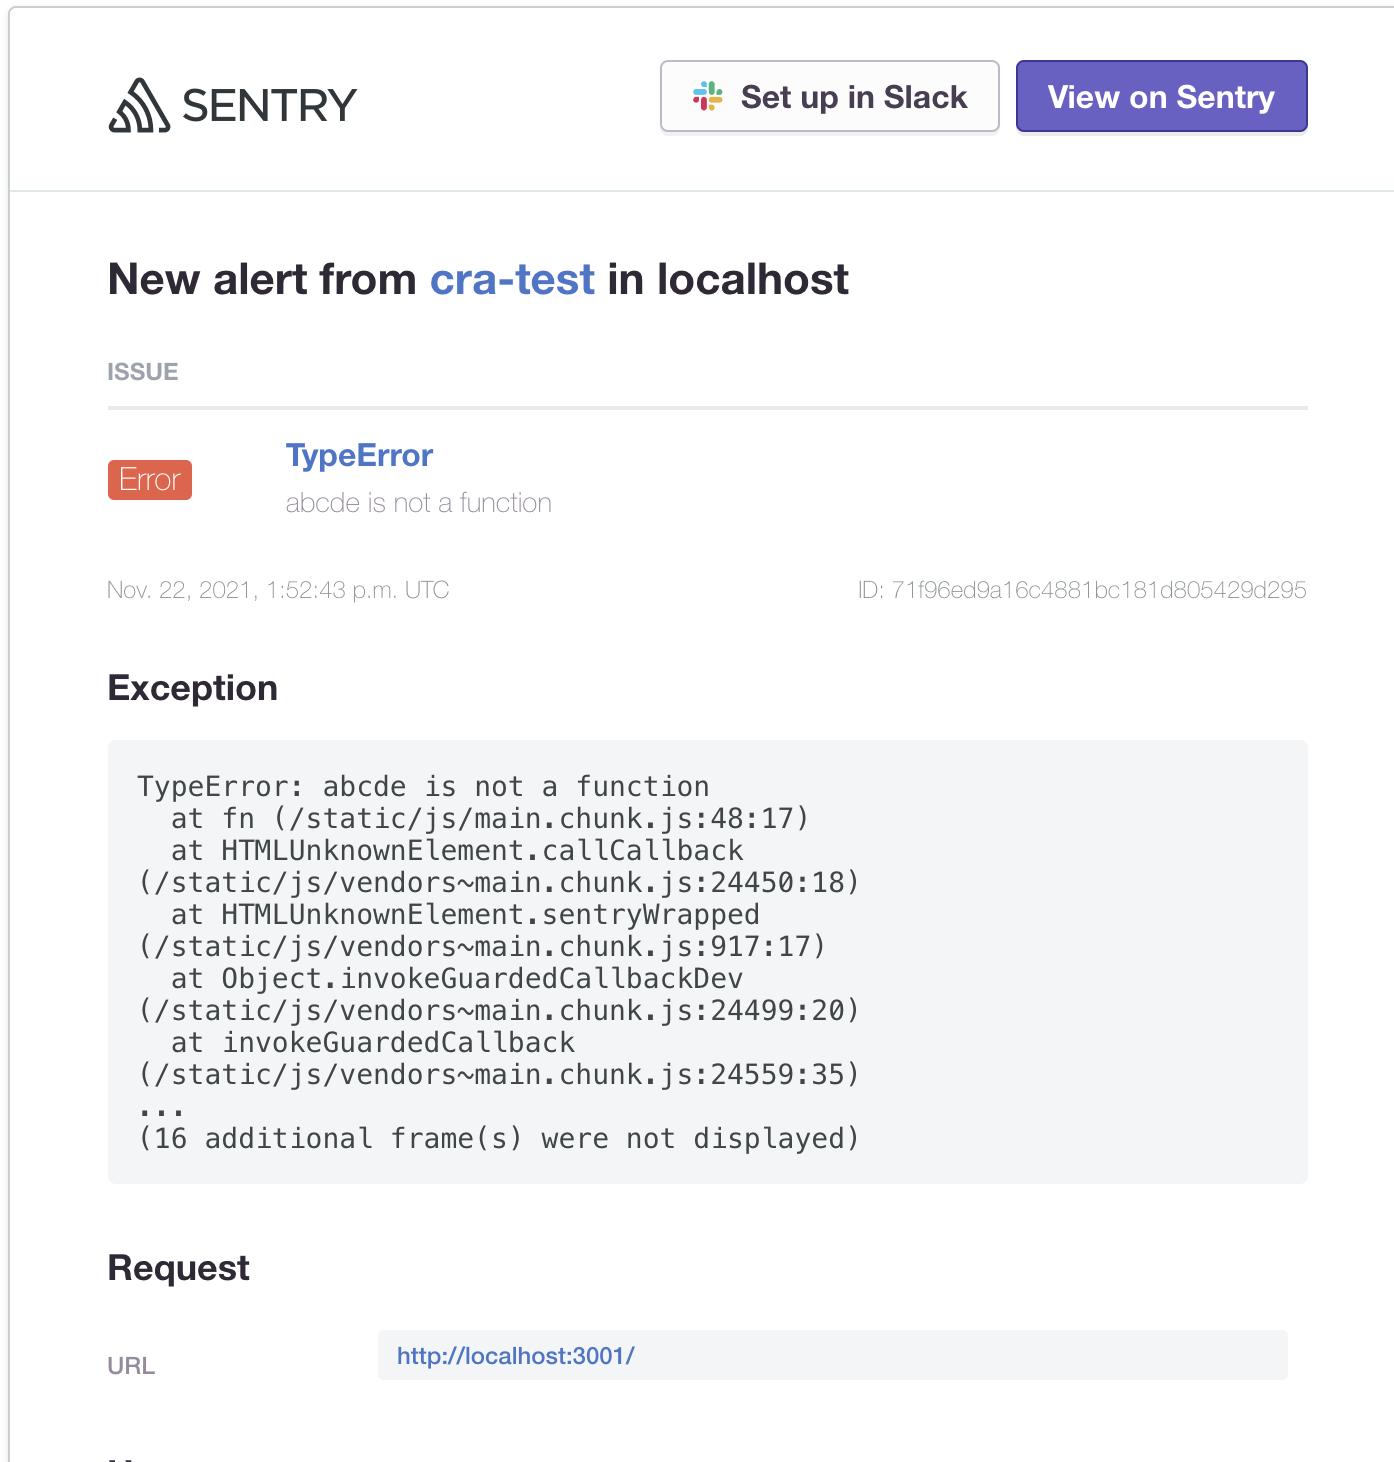 SENTRY
Set up in Slack
View on Sentry
New alert from cra-test in localhost
ISSUE
Error
TypeError
abcde is not a function
Nov. 22, 2021, 1:52:43 p.m. UTC
ID: 71f96ed9a16c4881bc181d805429d295
Exception
TypeError: abcde is not a function
at fn (/static/js/main.chunk.js:48:17)
at HTMLUnknownElement.callCallback
(/static/js/vendors~main.chunk.js:24450:18)
at HTMLUnknownElement.sentryWrapped
(/static/js/vendors~main.chunk.js:917:17)
at Object.invokeGuardedCallbackDev
(/static/js/vendors~main.chunk.js:24499:20)
at invokeGuardedCallback
(/static/js/vendors~main.chunk.js:24559:35)
...
(16 additional frame(s) were not displayed)
Request
URL
http://localhost:3001/